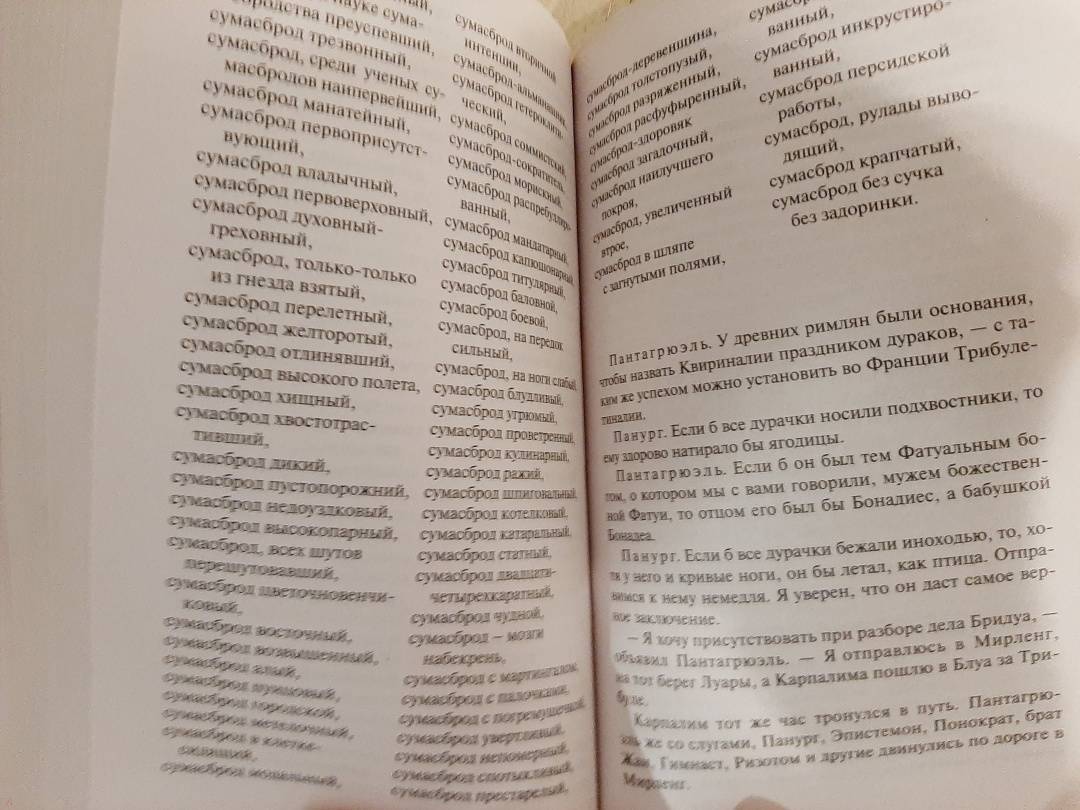 науке сума-
бродства преуспевший,
сумасброд трезвонный,
сумасброд, среди ученых су-
масбродов наипервейший,
сумасброд манатейный,
сумасброд первоприсутст-
вующий,
сумасброд владычный,
сумасброд первоверховный,
сумасброд духовный-
греховный,
сумасброд, только-только
из гнезда взятый,
сумасброд перелетный,
сумасброд желторотый,
сумасброд отлинявший,
сумасброд высокого полета,
сумасброд хищный,
сумасброд хвостотрас-
тивший,
сумасброд дикий,
сумасброд пустопорожний,
сумасброд недоуздковый,
сумасброд высокопарный,
сумасброд, всех шутов
перешутовавший,
сумасброд цветочновенчи-
ковый,
сумасброд восточный,
сумасброд возвышенный,
сумасброд алый,
сумасброд
сумасброд городской,
сумасброд
сумасброд в
сумасброд
сумасброд вторичной
интенции,
сумасброд-альманашник,
сумасброд гетероклити-
ческий,
сумасброд соммистский,
сумасброд-сократитель,
сумасброд морискный,
сумасброд распребуллиро-
ванный,
сумасброд мандатарный,
сумасброд капюшонарный,
сумасброд титулярный,
сумасброд баловной,
сумасброд боевой,
сумасброд, на передок
сильный,
сумасброд, на ноги слабый,
сумасброд блудливый,
сумасброд угрюмый,
сумасброд проветренный,
сумасброд кулинарный,
сумасброд ражий,
сумасброд шпиговальный,
сумасброд котелковый,
сумасброд катаральный,
сумасброд статный,
сумасброд двадцати-
четырехкаратный,
сумасброд чудной,
сумасброд – мозги
набекрень,
сумасброд с мартингалом,
сумасброд с палочками,
сумасброд с погремушечкой,
сумасброд увертливый,
сумасброд непомерный,
сумасброд спотыкливый,
сумасброд престарелый,
сумасброд-деревенщина,
сумасброд толстопузый,
сумасброд разряженный,
сумасброд расфуфыренный,
сумасброд-здоровяк
сумасброд загадочный,
сумасброд наилучшего
покроя,
сумасброд, увеличенный
втрое,
сумасброд в шляпе
с загнутыми полями,
ванный,
сумасброд инкрустиро-
ванный,
сумасброд персидской
работы,
сумасброд, рулады выво-
дящий,
сумасброд крапчатый,
сумасброд без сучка
без задоринки.
Пантагрюэль. У древних римлян были основания,
чтобы назвать Квириналии праздником дураков, — с та-
ким же успехом можно установить во Франции Трибуле-
тиналии.
Панург. Если б все дурачки носили подхвостники, то
ему здорово натирало бы ягодицы.
Пантагрюэль. Если б он был тем Фатуальным бо-
гом, о котором мы с вами говорили, мужем божествен-
ной Фатуи, то отцом его был бы Бонадиес, а бабушкой
Бонадеа.
Панург. Если б все дурачки бежали иноходью, то, хо-
тя у него и кривые ноги, он бы летал, как птица. Отпра-
вимся к нему немедля. Я уверен, что он даст самое вер-
ное заключение.
– Я хочу присутствовать при разборе дела Бридуа, —
объявил Пантагрюэль. — Я отправлюсь в Мирленг,
на тот берег Луары, а Карпалима пошлю в Блуа за Три-
буле.
Карпалим тот же час тронулся в путь. Пантагрю-
эль же со слугами, Панург, Эпистемон, Понократ, брат
Жан, Гимнаст, Ризотом и другие двинулись по дороге в
Мирленг.